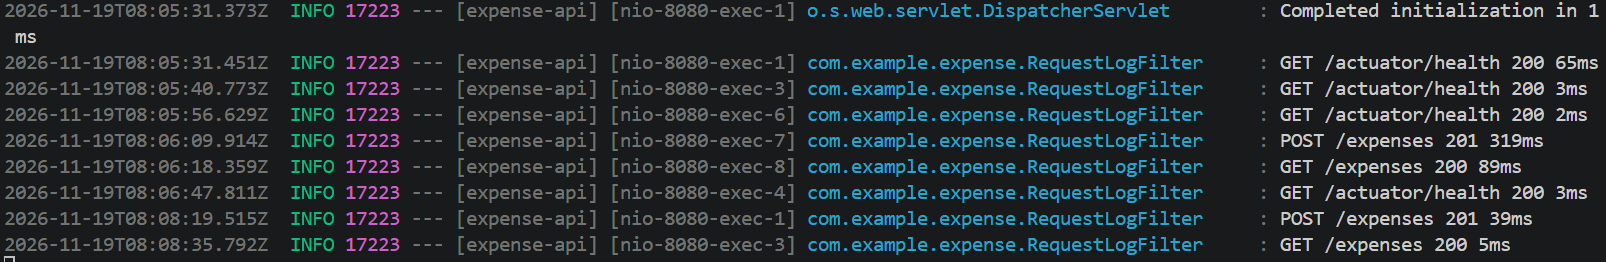 2026-11-19T08:05:31.373Z  INFO 17223 --- [expense-api] [nio-8080-exec-1] o.s.web.servlet.DispatcherServlet        : Completed initialization in 1
 ms
2026-11-19T08:05:31.451Z  INFO 17223 --- [expense-api] [nio-8080-exec-1] com.example.expense.RequestLogFilter     : GET /actuator/health 200 65ms
2026-11-19T08:05:40.773Z  INFO 17223 --- [expense-api] [nio-8080-exec-3] com.example.expense.RequestLogFilter     : GET /actuator/health 200 3ms
2026-11-19T08:05:56.629Z  INFO 17223 --- [expense-api] [nio-8080-exec-6] com.example.expense.RequestLogFilter     : GET /actuator/health 200 2ms
2026-11-19T08:06:09.914Z  INFO 17223 --- [expense-api] [nio-8080-exec-7] com.example.expense.RequestLogFilter     : POST /expenses 201 319ms
2026-11-19T08:06:18.359Z  INFO 17223 --- [expense-api] [nio-8080-exec-8] com.example.expense.RequestLogFilter     : GET /expenses 200 89ms
2026-11-19T08:06:47.811Z  INFO 17223 --- [expense-api] [nio-8080-exec-4] com.example.expense.RequestLogFilter     : GET /actuator/health 200 3ms
2026-11-19T08:08:19.515Z  INFO 17223 --- [expense-api] [nio-8080-exec-1] com.example.expense.RequestLogFilter     : POST /expenses 201 39ms
2026-11-19T08:08:35.792Z  INFO 17223 --- [expense-api] [nio-8080-exec-3] com.example.expense.RequestLogFilter     : GET /expenses 200 5ms